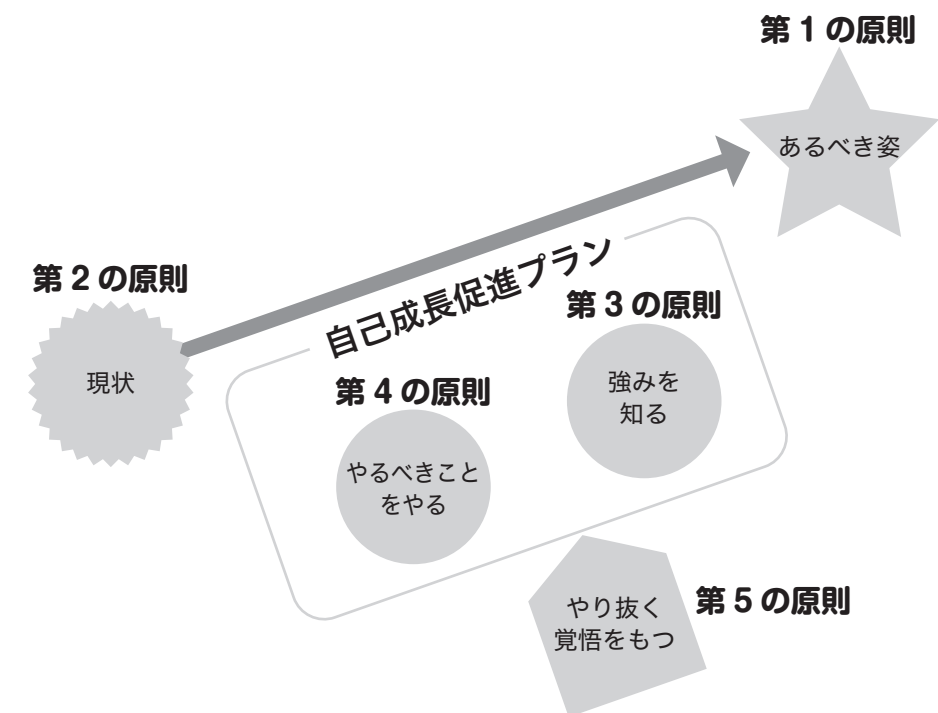 第1の原則
あるべき姿
第2の原則
現状
自己成長促進プラン
第3の原則
強みを
知る
第4の原則
やるべきこと
をやる
やり抜く
覚悟をもつ
第5の原則